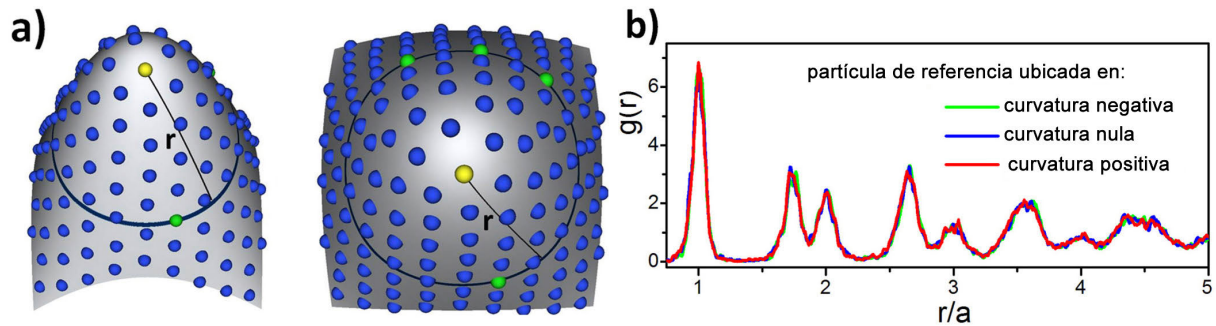 a)
r
r
b)
g(r)
6
4
2
0
partícula de referencia ubicada en:
curvatura negativa
curvatura nula
curvatura positiva
1 2 3 4 5
r/a